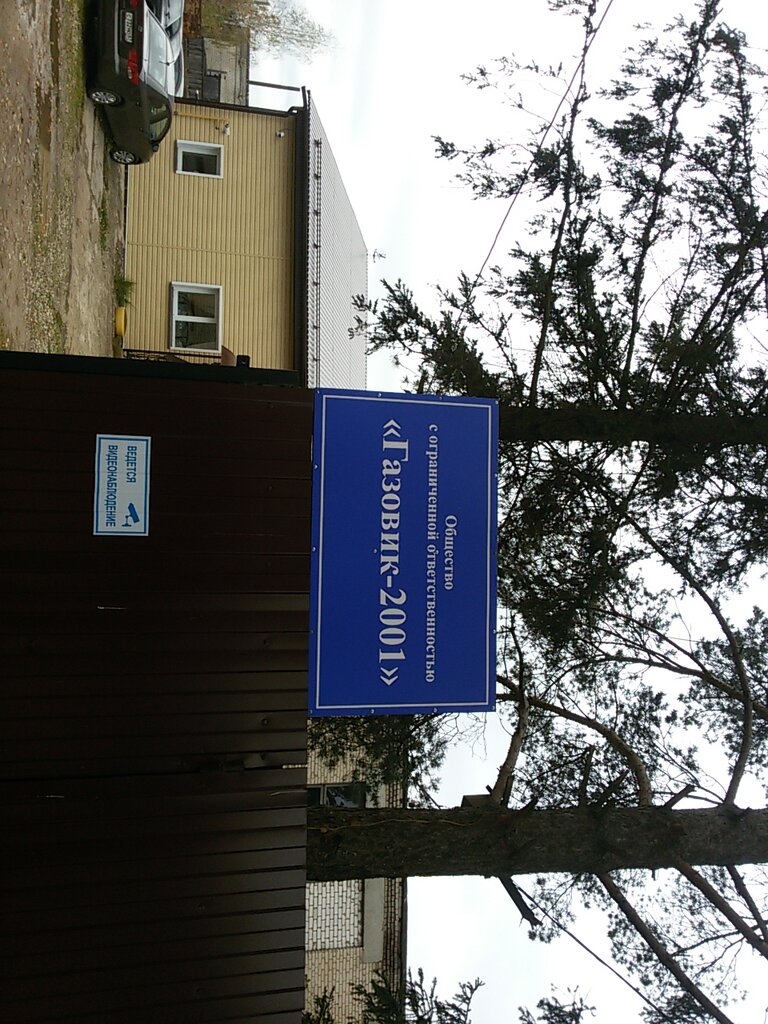 Общество
с ограниченной ответственностью
«Газовик-2001»
ВЕДЕТСЯ
ВИДЕОНАБЛЮДЕНИЕ